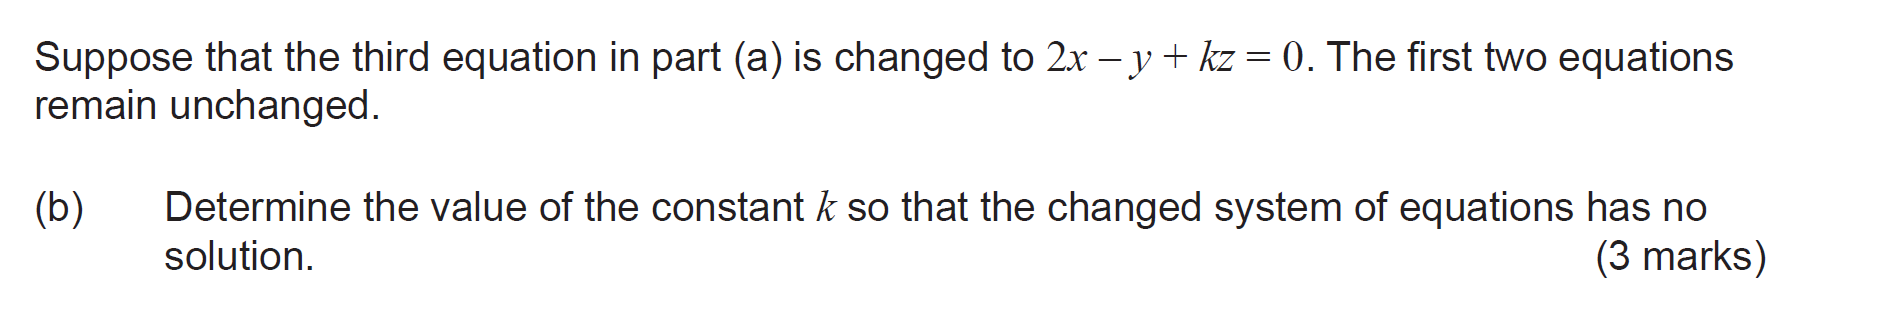 Suppose that the third equation in part (a) is changed to 2x – y + kz = 0. The first two equations
remain unchanged.
(b) Determine the value of the constant k so that the changed system of equations has no
solution. (3 marks)